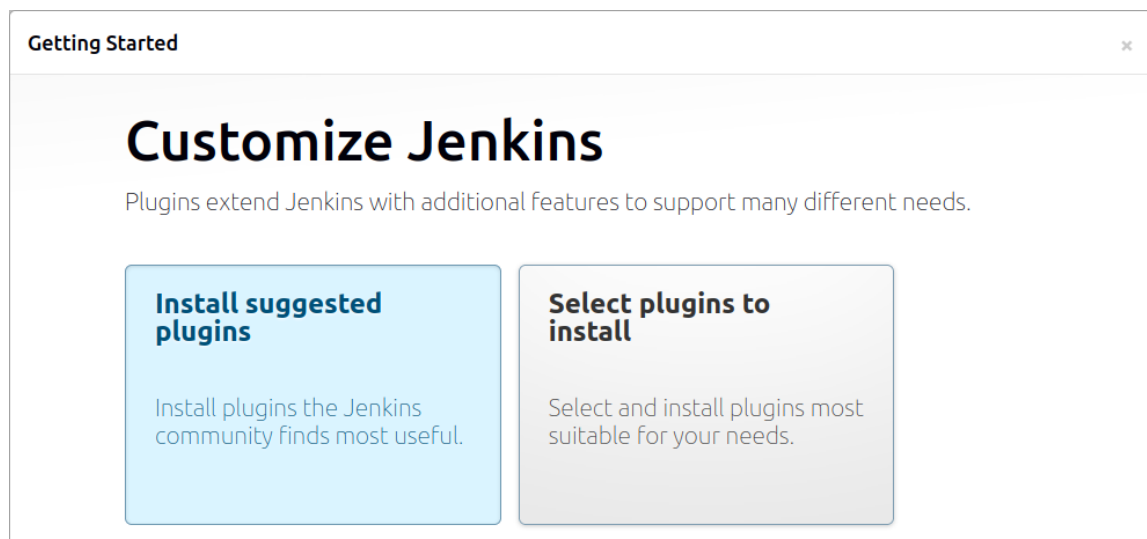 Getting Started
×
Customize Jenkins
Plugins extend Jenkins with additional features to support many different needs.
Install suggested
plugins
Install plugins the Jenkins
community finds most useful.
Select plugins to
install
Select and install plugins most
suitable for your needs.